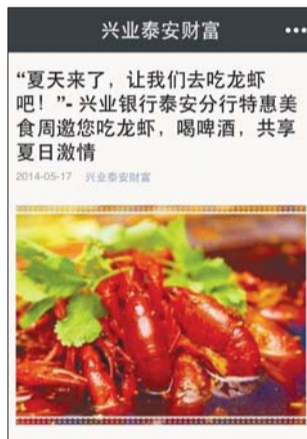 兴业泰安财富
“夏天来了，让我们去吃龙虾
吧！”- 兴业银行泰安分行特惠美
食周邀您吃龙虾，喝啤酒，共享
夏日激情
2014-05-17 兴业泰安财富